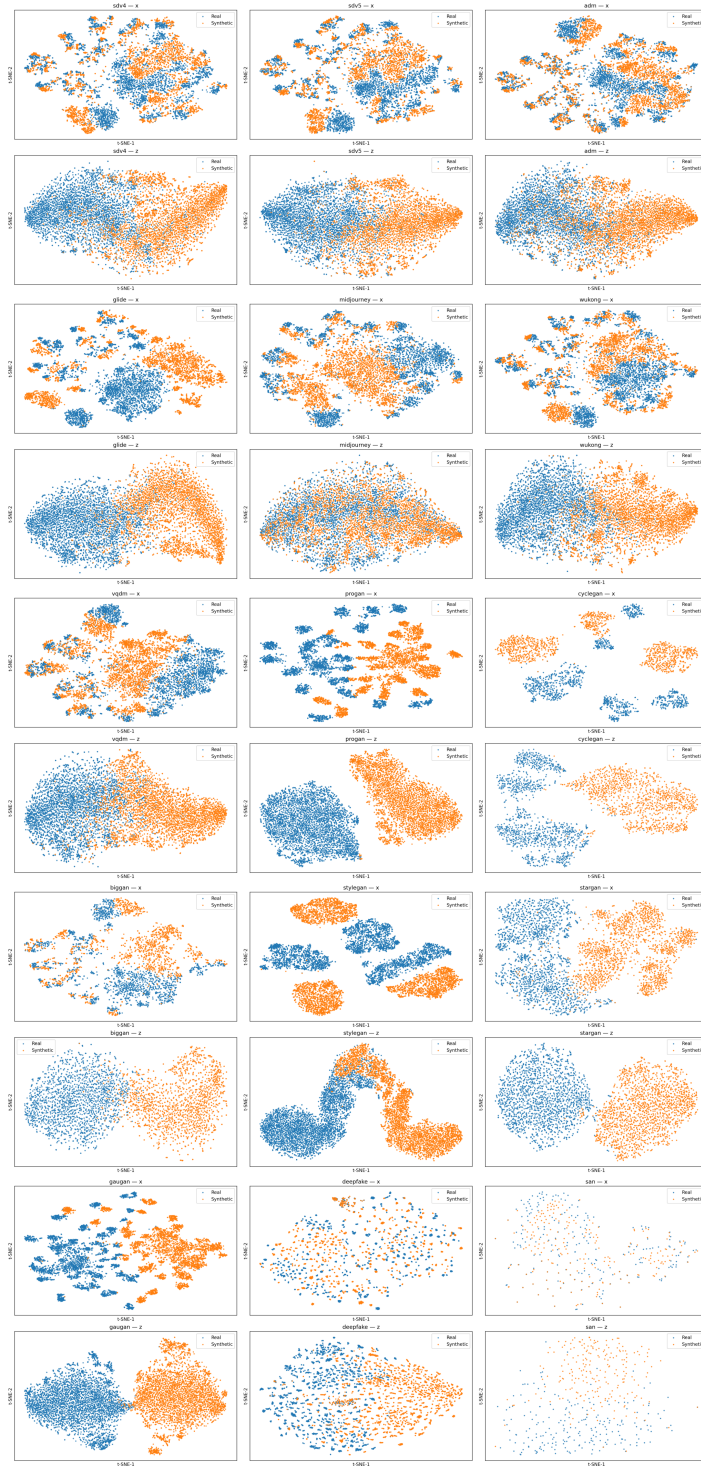 sdv4 — x
Real
Synthetic
t-SNE-2
t-SNE-1
sdv5 — x
Real
Synthetic
t-SNE-2
t-SNE-1
adm — x
Real
Synthetic
t-SNE-2
t-SNE-1
sdv4 — z
Real
Synthetic
t-SNE-2
t-SNE-1
sdv5 — z
Real
Synthetic
t-SNE-2
t-SNE-1
adm — z
Real
Synthetic
t-SNE-2
t-SNE-1
glide — x
Real
Synthetic
t-SNE-2
t-SNE-1
midjourney — x
Real
Synthetic
t-SNE-2
t-SNE-1
wukong — x
Real
Synthetic
t-SNE-2
t-SNE-1
glide — z
Real
Synthetic
t-SNE-2
t-SNE-1
midjourney — z
Real
Synthetic
t-SNE-2
t-SNE-1
wukong — z
Real
Synthetic
t-SNE-2
t-SNE-1
vqdm — x
Real
Synthetic
t-SNE-2
t-SNE-1
progan — x
Real
Synthetic
t-SNE-2
t-SNE-1
cyclegan — x
Real
Synthetic
t-SNE-2
t-SNE-1
vqdm — z
Real
Synthetic
t-SNE-2
t-SNE-1
progan — z
Real
Synthetic
t-SNE-2
t-SNE-1
cyclegan — z
Real
Synthetic
t-SNE-2
t-SNE-1
biggan — x
Real
Synthetic
t-SNE-2
t-SNE-1
stylegan — x
Real
Synthetic
t-SNE-2
t-SNE-1
stargan — x
Real
Synthetic
t-SNE-2
t-SNE-1
biggan — z
Real
Synthetic
t-SNE-2
t-SNE-1
stylegan — z
Real
Synthetic
t-SNE-2
t-SNE-1
stargan — z
Real
Synthetic
t-SNE-2
t-SNE-1
gaugan — x
Real
Synthetic
t-SNE-2
t-SNE-1
deepfake — x
Real
Synthetic
t-SNE-2
t-SNE-1
san — x
Real
Synthetic
t-SNE-2
t-SNE-1
gaugan — z
Real
Synthetic
t-SNE-2
t-SNE-1
deepfake — z
Real
Synthetic
t-SNE-2
t-SNE-1
san — z
Real
Synthetic
t-SNE-2
t-SNE-1